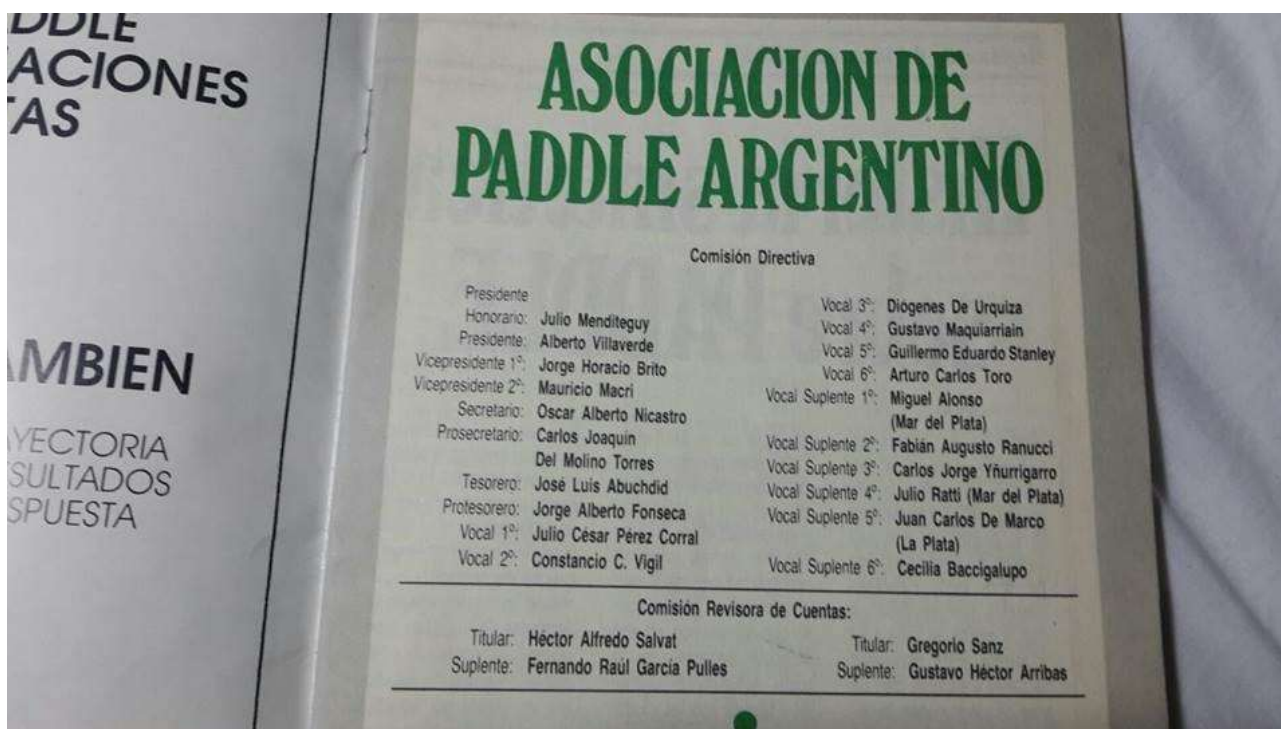 ACIONES
TAS
AMBIEN
ASOCIACION DE
PADDLE ARGENTINO
Comisión Directiva
Presidente
Honorario: Julio Menditeguy
Presidente: Alberto Villaverde
Vicepresidente 1º: Jorge Horacio Brito
Vicepresidente 2º: Mauricio Macri
Secretario: Oscar Alberto Nicastro
Prosecretario: Carlos Joaquín
Del Molino Torres
Tesorero: José Luis Abuchdid
Protesorero: Jorge Alberto Fonseca
Vocal 1º: Julio César Pérez Corral
Vocal 2º: Constancio C. Vigil
Vocal 3º: Diógenes De Urquiza
Vocal 4º: Gustavo Maquiarriain
Vocal 5º: Guillermo Eduardo Stanley
Vocal 6º: Arturo Carlos Toro
Vocal Suplente 1º: Miguel Alonso
(Mar del Plata)
Vocal Suplente 2º: Fabián Augusto Ranucci
Vocal Suplente 3º: Carlos Jorge Yñurrigarro
Vocal Suplente 4º: Julio Ratti (Mar del Plata)
Vocal Suplente 5º: Juan Carlos De Marco
(La Plata)
Vocal Suplente 6º: Cecilia Baccigalupo
Comisión Revisora de Cuentas:
Titular: Héctor Alfredo Salvat
Suplente: Fernando Raúl García Pulles
Titular: Gregorio Sanz
Suplente: Gustavo Héctor Arribas